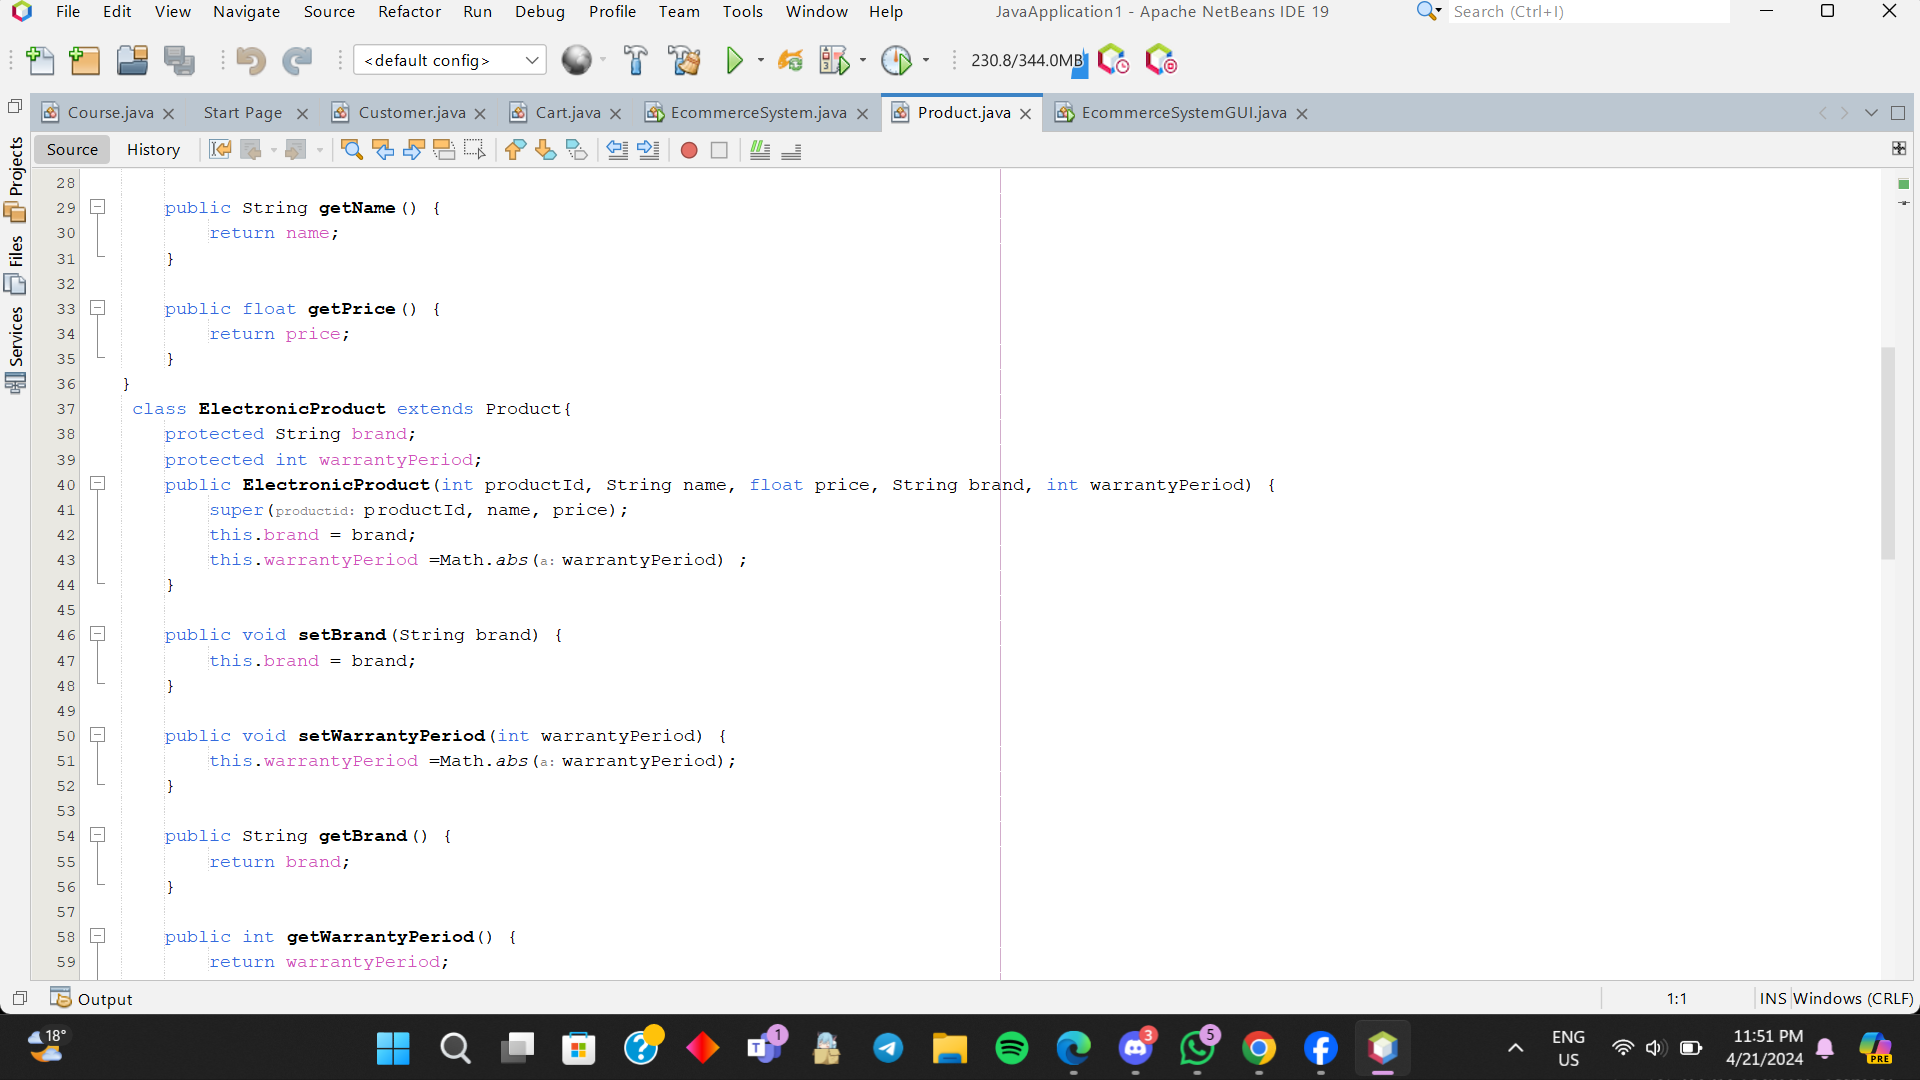 File Edit View Navigate Source Refactor Run Debug Profile Team Tools Window Help JavaApplication1 - Apache NetBeans IDE 19 Search (Ctrl+I)
<default config> 230.8/344.0MB
Course.java Start Page Customer.java Cart.java EcommerceSystem.java Product.java EcommerceSystemGUI.java
Source History
Projects
Files
Services
28
29 public String getName() {
30 return name;
31 }
32
33 public float getPrice() {
34 return price;
35 }
36 }
37 class ElectronicProduct extends Product{
38 protected String brand;
39 protected int warrantyPeriod;
40 public ElectronicProduct(int productId, String name, float price, String brand, int warrantyPeriod) {
41 super(productid: productId, name, price);
42 this.brand = brand;
43 this.warrantyPeriod =Math.abs(a: warrantyPeriod) ;
44 }
45
46 public void setBrand(String brand) {
47 this.brand = brand;
48 }
49
50 public void setWarrantyPeriod(int warrantyPeriod) {
51 this.warrantyPeriod =Math.abs(a: warrantyPeriod);
52 }
53
54 public String getBrand() {
55 return brand;
56 }
57
58 public int getWarrantyPeriod() {
59 return warrantyPeriod;
Output 1:1 INS Windows (CRLF)
18° 1 3 5 ENG 11:51 PM
US 4/21/2024 PRE